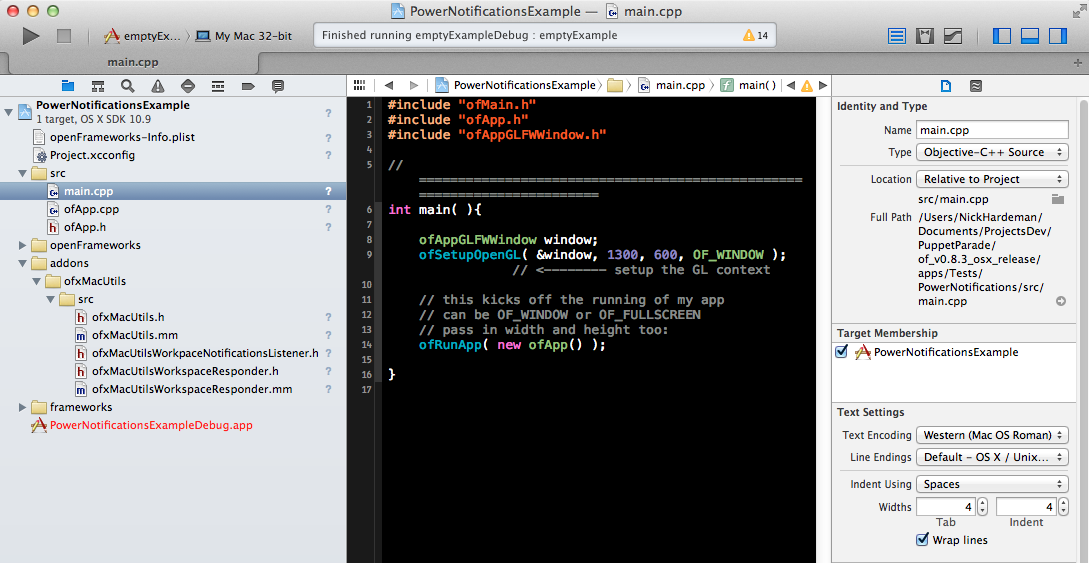 PowerNotificationsExample — main.cpp
emptyEx... My Mac 32-bit
Finished running emptyExampleDebug : emptyExample
14
main.cpp
PowerNotificationsExample
1 target, OS X SDK 10.9
?
openFrameworks-Info.plist ?
Project.xcconfig ?
src
main.cpp ?
ofApp.cpp ?
h ofApp.h ?
openFrameworks
addons
ofxMacUtils
src
h ofxMacUtils.h ?
m ofxMacUtils.mm ?
h ofxMacUtilsWorkpaceNotificationsListener.h ?
h ofxMacUtilsWorkspaceResponder.h ?
m ofxMacUtilsWorkspaceResponder.mm ?
frameworks
PowerNotificationsExampleDebug.app
PowerNotificationsExample main.cpp f main()
1 #include "ofMain.h"
2 #include "ofApp.h"
3 #include "ofAppGLFWWindow.h"
4
5 //
========================================================================
6 int main( ){
7
8 ofAppGLFWWindow window;
9 ofSetupOpenGL( &window, 1300, 600, OF_WINDOW );
// <-------- setup the GL context
10
11 // this kicks off the running of my app
12 // can be OF_WINDOW or OF_FULLSCREEN
13 // pass in width and height too:
14 ofRunApp( new ofApp() );
15
16 }
17
Identity and Type
Name main.cpp
Type Objective-C++ Source
Location Relative to Project
src/main.cpp
Full Path /Users/NickHardeman/
Documents/ProjectsDev/
PuppetParade/
of_v0.8.3_osx_release/
apps/Tests/
PowerNotifications/src/
main.cpp
Target Membership
PowerNotificationsExample
Text Settings
Text Encoding Western (Mac OS Roman)
Line Endings Default - OS X / Unix...
Indent Using Spaces
Widths 4 4
Tab Indent
Wrap lines